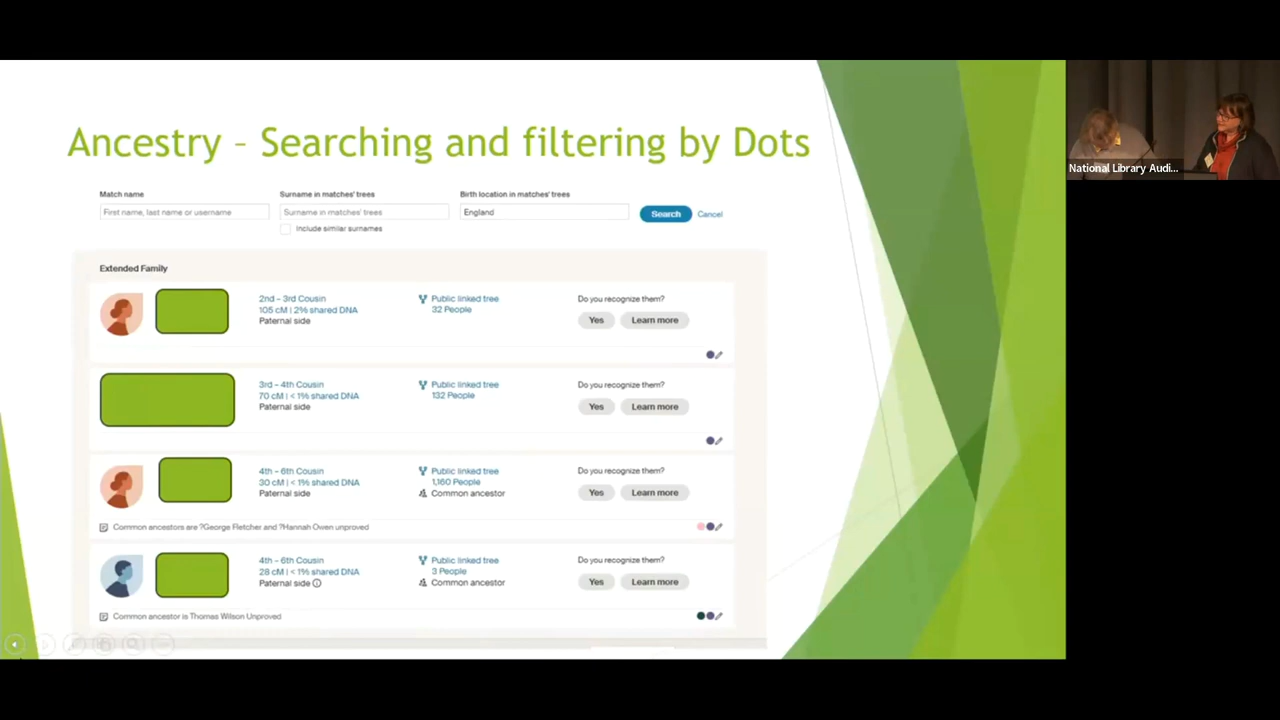 Ancestry – Searching and filtering by Dots
Match name
Surname in matches' trees
Birth location in matches' trees
First name, last name or username
Surname in matches' trees
England
Search
Cancel
Include similar surnames
Extended Family
2nd – 3rd Cousin
105 cM | 2% shared DNA
Paternal side
Public linked tree
32 People
Do you recognize them?
Yes
Learn more
3rd – 4th Cousin
70 cM | < 1% shared DNA
Paternal side
Public linked tree
132 People
Do you recognize them?
Yes
Learn more
4th – 6th Cousin
30 cM | < 1% shared DNA
Paternal side
Public linked tree
1,160 People
Common ancestor
Do you recognize them?
Yes
Learn more
Common ancestors are ?George Fletcher and ?Hannah Owen unproved
4th – 6th Cousin
28 cM | < 1% shared DNA
Paternal side
Public linked tree
3 People
Common ancestor
Do you recognize them?
Yes
Learn more
Common ancestor is Thomas Wilson Unproved
National Library Audi...